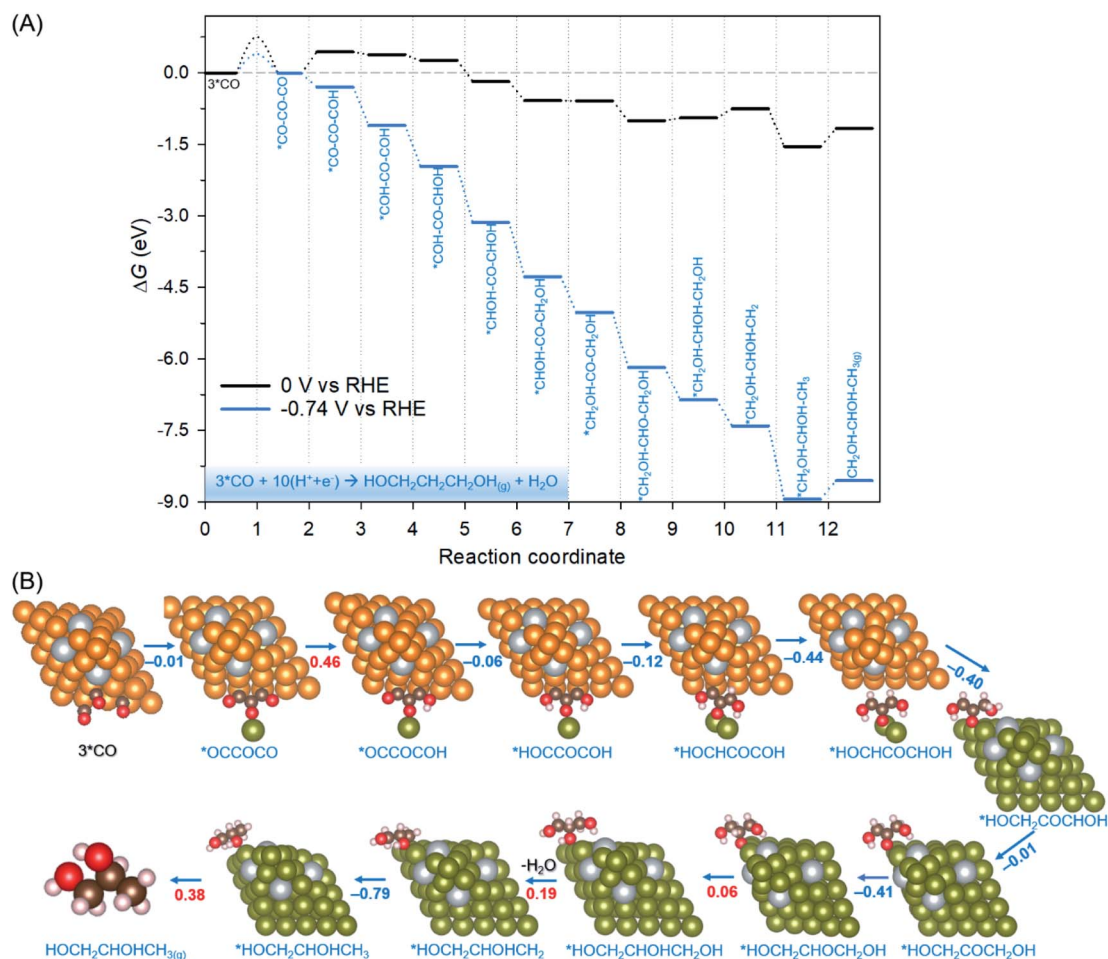 (A)
0.0
-1.5
-3.0
-4.5
-6.0
-7.5
-9.0
ΔG (eV)
3*CO
*CO-CO-CO
*CO-CO-COH
*COH-CO-COH
*COH-CO-CHOH
*CHOH-CO-CHOH
*CHOH-CO-CH₂OH
*CH₂OH-CO-CH₂OH
*CH₂OH-CHO-CH₂OH
*CH₂OH-CHOH-CH₂OH
*CH₂OH-CHOH-CH₂
*CH₂OH-CHOH-CH₃
CH₂OH-CHOH-CH₃₍g₎
0 V vs RHE
-0.74 V vs RHE
3*CO + 10(H⁺+e⁻) → HOCH₂CH₂CH₂OH₍g₎ + H₂O
0 1 2 3 4 5 6 7 8 9 10 11 12
Reaction coordinate
(B)
−0.01 0.46 −0.06 −0.12 −0.44 −0.40
3*CO *OCCOCO *OCCOCOH *HOCCOCOH *HOCHCOCOH *HOCHCOCHOH
*HOCH₂COCHOH
−0.01
-H₂O
0.38 −0.79 0.19 0.06 −0.41
HOCH₂CHOHCH₃₍g₎ *HOCH₂CHOHCH₃ *HOCH₂CHOHCH₂ *HOCH₂CHOHCH₂OH *HOCH₂CHOCH₂OH *HOCH₂COCH₂OH